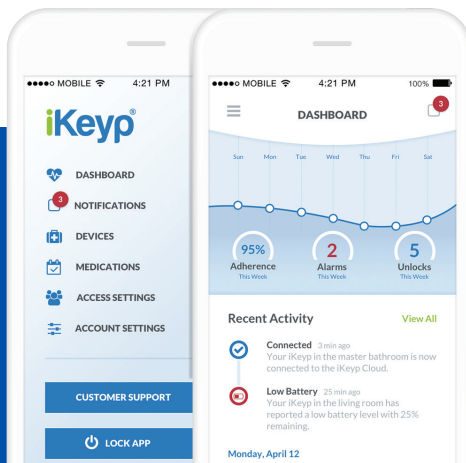 ●●●●○ MOBILE 4:21 PM
iKeyp®
DASHBOARD
3
NOTIFICATIONS
DEVICES
MEDICATIONS
ACCESS SETTINGS
ACCOUNT SETTINGS
CUSTOMER SUPPORT
LOCK APP
●●●●○ MOBILE 4:21 PM 100%
DASHBOARD
3
Sun Mon Tue Wed Thu Fri Sat
95% 2 5
Adherence Alarms Unlocks
This Week This Week This Week
Recent Activity View All
Connected 3 min ago
Your iKeyp in the master bathroom is now
connected to the iKeyp Cloud.
Low Battery 25 min ago
Your iKeyp in the living room has
reported a low battery level with 25%
remaining.
Monday, April 12